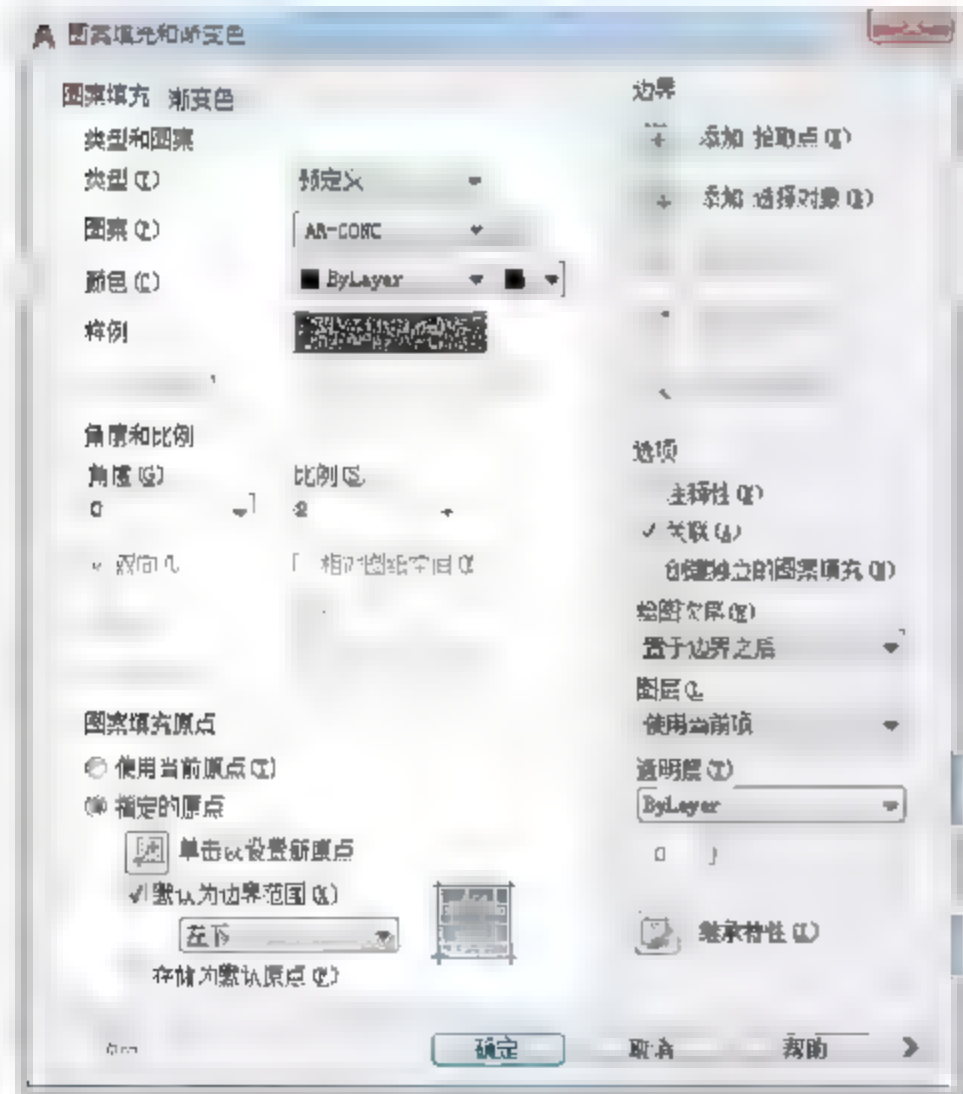 图案填充和渐变色
图案填充 渐变色
类型和图案
类型(Y)
预定义
图案(P)
AR-CONC
颜色(C)
ByLayer
样例
角度和比例
角度(G)
比例(S)
0
2
双向(U)
相对图纸空间(E)
图案填充原点
使用当前原点(T)
指定的原点
单击以设置新原点
默认为边界范围(X)
左下
存储为默认原点(F)
边界
添加 拾取点(K)
添加 选择对象(B)
选项
注释性(N)
关联(A)
创建独立的图案填充(H)
绘图次序(W)
置于边界之后
图层(L)
使用当前项
透明度(T)
ByLayer
0
继承特性(I)
确定
取消
帮助